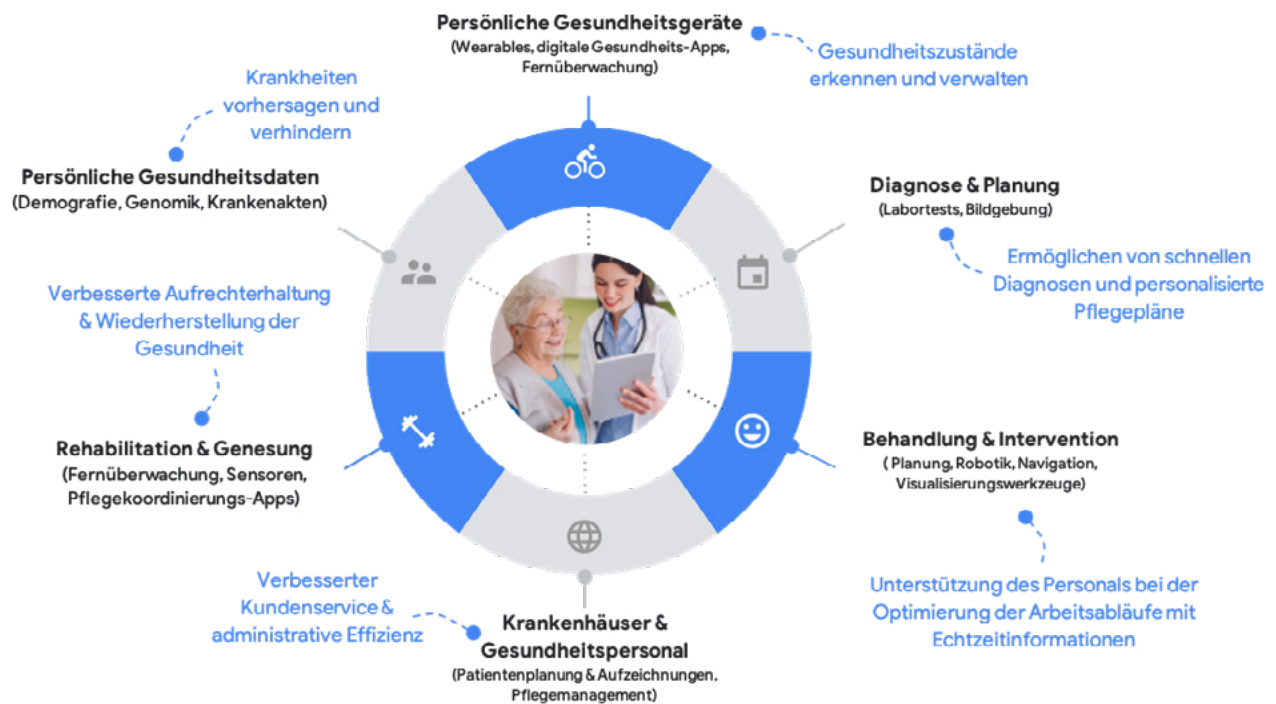 Persönliche Gesundheitsgeräte
(Wearables, digitale Gesundheits-Apps,
Fernüberwachung)
Gesundheitszustände
erkennen und verwalten
Krankheiten
vorhersagen und
verhindern
Persönliche Gesundheitsdaten
(Demografie, Genomik, Krankenakten)
Diagnose & Planung
(Labortests, Bildgebung)
Ermöglichen von schnellen
Diagnosen und personalisierte
Pflegepläne
Verbesserte Aufrechterhaltung
& Wiederherstellung der
Gesundheit
Rehabilitation & Genesung
(Fernüberwachung, Sensoren,
Pflegekoordinierungs-Apps)
Behandlung & Intervention
( Planung, Robotik, Navigation,
Visualisierungswerkzeuge)
Unterstützung des Personals bei der
Optimierung der Arbeitsabläufe mit
Echtzeitinformationen
Verbesserter
Kundenservice &
administrative Effizienz
Krankenhäuser &
Gesundheitspersonal
(Patientenplanung & Aufzeichnungen,
Pflegemanagement)